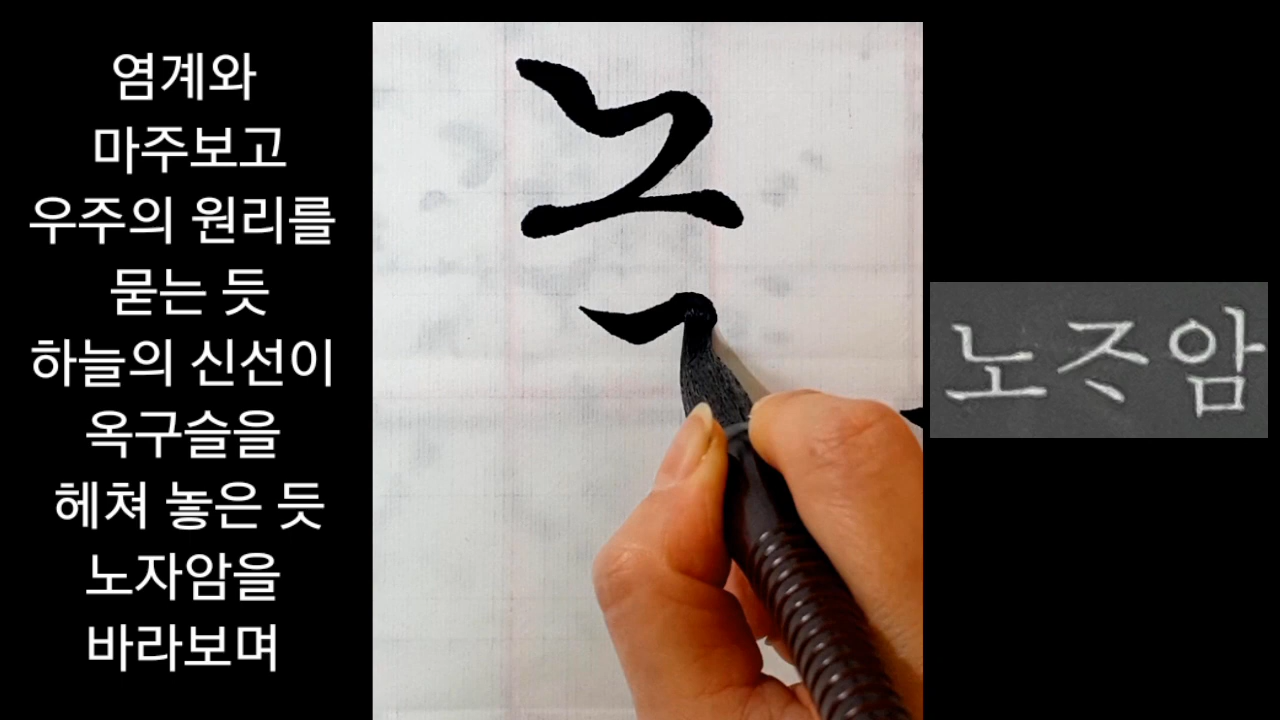 염계와
마주보고
우주의 원리를
묻는 듯
하늘의 신선이
옥구슬을
헤쳐 놓은 듯
노자암을
바라보며
노
노ᄌᆞ암